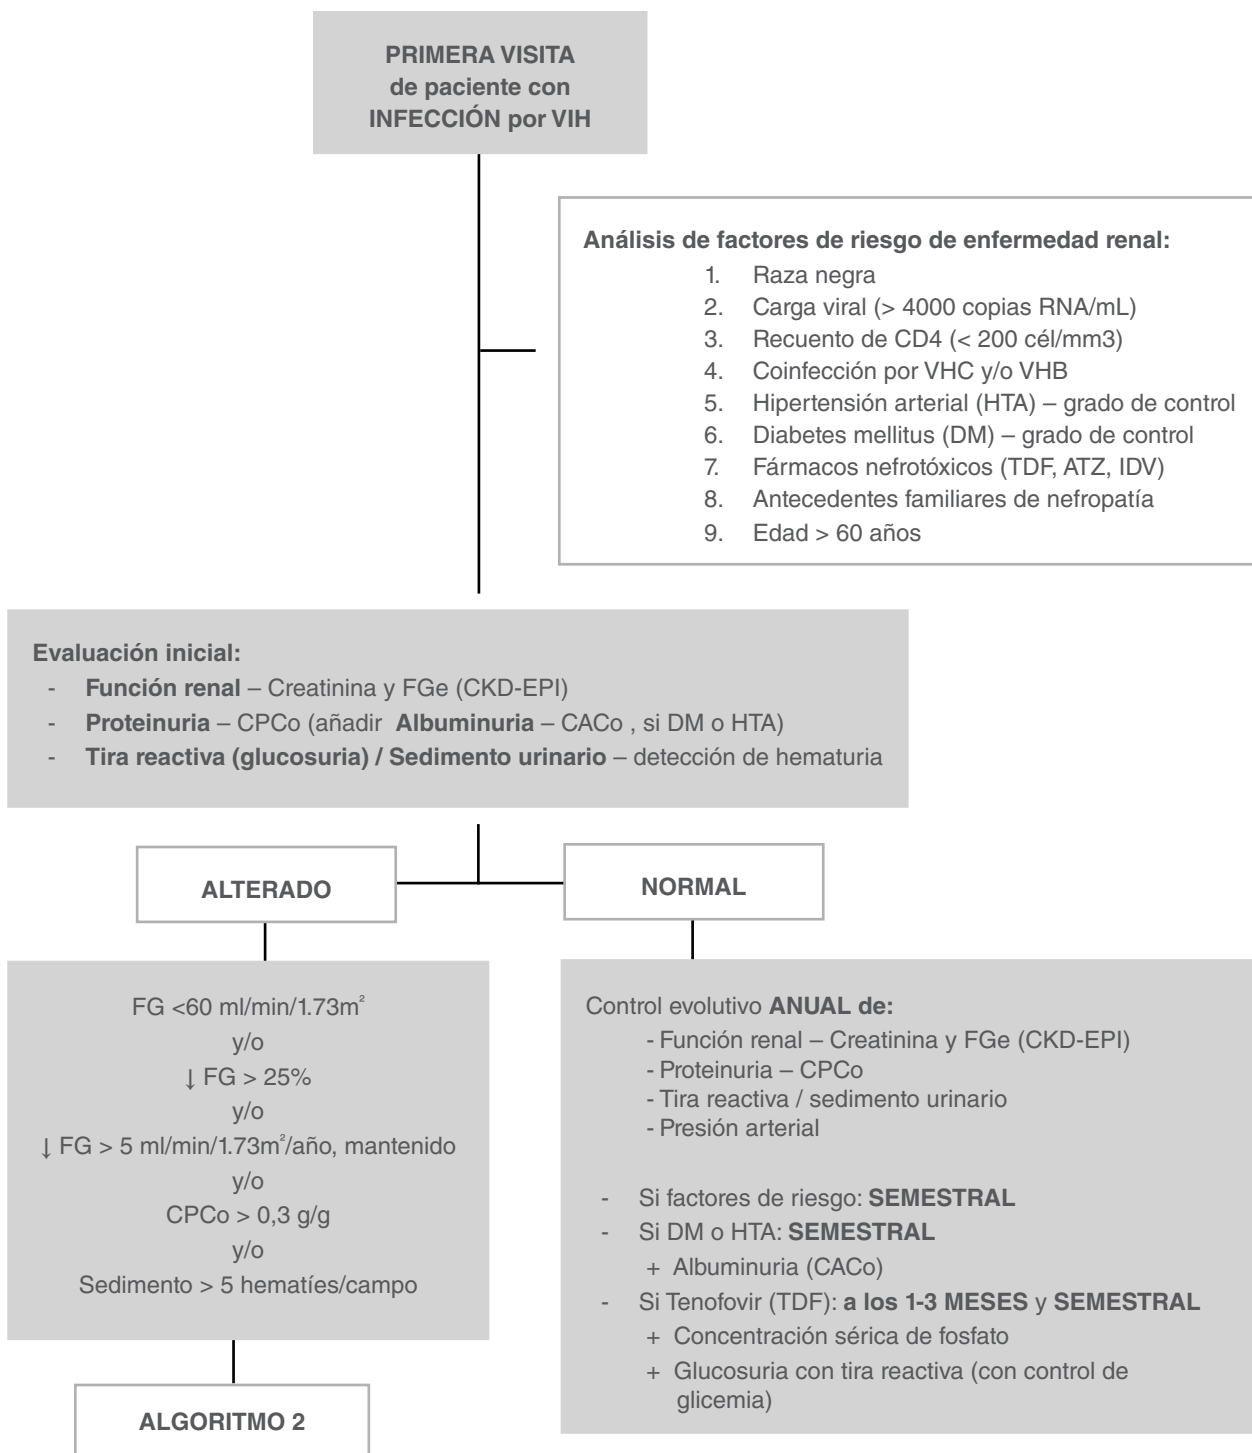 PRIMERA VISITA
de paciente con
INFECCIÓN por VIH
Análisis de factores de riesgo de enfermedad renal:
1. Raza negra
2. Carga viral (> 4000 copias RNA/mL)
3. Recuento de CD4 (< 200 cél/mm3)
4. Coinfección por VHC y/o VHB
5. Hipertensión arterial (HTA) – grado de control
6. Diabetes mellitus (DM) – grado de control
7. Fármacos nefrotóxicos (TDF, ATZ, IDV)
8. Antecedentes familiares de nefropatía
9. Edad > 60 años
Evaluación inicial:
- Función renal – Creatinina y FGe (CKD-EPI)
- Proteinuria – CPCo (añadir Albuminuria – CACo , si DM o HTA)
- Tira reactiva (glucosuria) / Sedimento urinario – detección de hematuria
ALTERADO
NORMAL
FG <60 ml/min/1.73m²
y/o
↓ FG > 25%
y/o
↓ FG > 5 ml/min/1.73m²/año, mantenido
y/o
CPCo > 0,3 g/g
y/o
Sedimento > 5 hematíes/campo
ALGORITMO 2
Control evolutivo ANUAL de:
- Función renal – Creatinina y FGe (CKD-EPI)
- Proteinuria – CPCo
- Tira reactiva / sedimento urinario
- Presión arterial
- Si factores de riesgo: SEMESTRAL
- Si DM o HTA: SEMESTRAL
+ Albuminuria (CACo)
- Si Tenofovir (TDF): a los 1-3 MESES y SEMESTRAL
+ Concentración sérica de fosfato
+ Glucosuria con tira reactiva (con control de
glicemia)